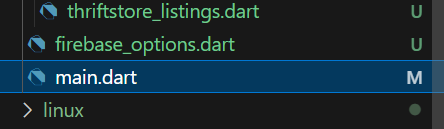 thriftstore_listings.dart U
firebase_options.dart U
main.dart M
linux